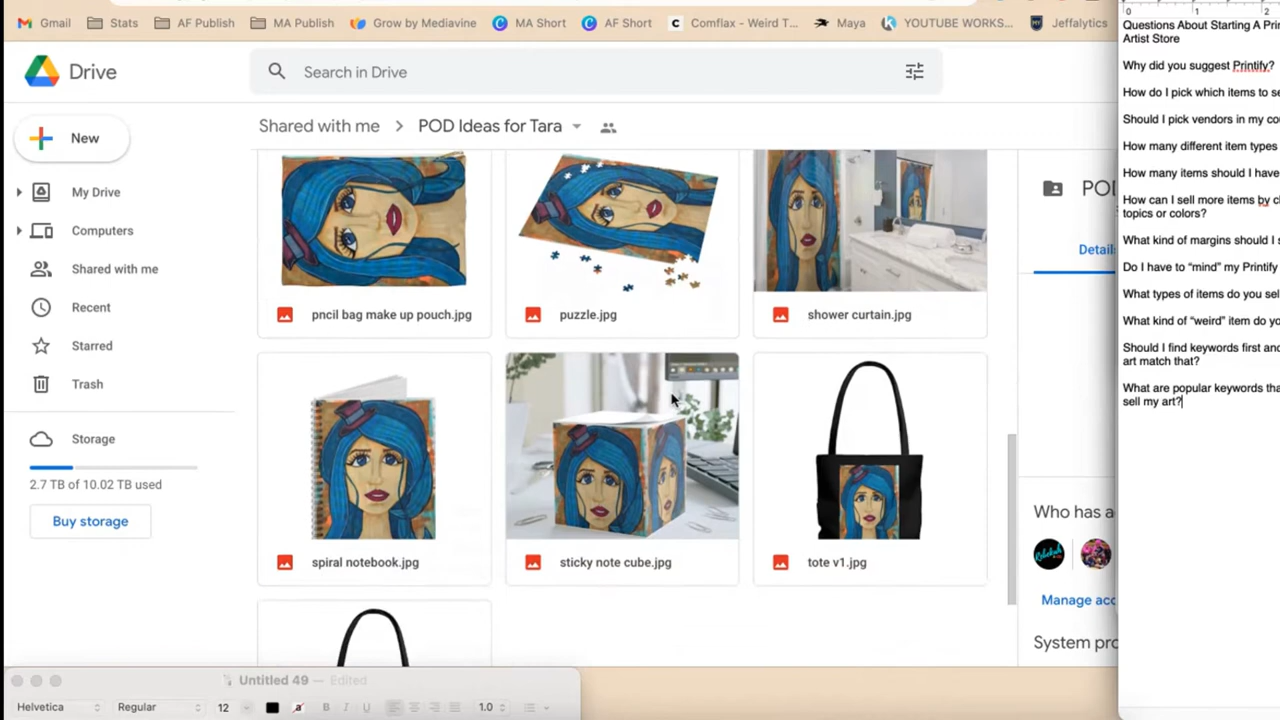 Gmail Stats AF Publish MA Publish Grow by Mediavine MA Short AF Short Comflax - Weird T... Maya YOUTUBE WORKS... Jeffalytics
Drive
Search in Drive
New
My Drive
Computers
Shared with me
Recent
Starred
Trash
Storage
2.7 TB of 10.02 TB used
Buy storage
Shared with me > POD Ideas for Tara
pncil bag make up pouch.jpg
puzzle.jpg
shower curtain.jpg
spiral notebook.jpg
sticky note cube.jpg
tote v1.jpg
POD
Details
Who has a
Manage acc
System pro
0 1 2
Questions About Starting A Prin
Artist Store
Why did you suggest Printify?
How do I pick which items to se
Should I pick vendors in my co
How many different item types
How many items should I have
How can I sell more items by c
topics or colors?
What kind of margins should I s
Do I have to “mind” my Printify
What types of items do you sel
What kind of “weird” item do yo
Should I find keywords first and
art match that?
What are popular keywords tha
sell my art?
Untitled 49 — Edited
Helvetica Regular 12 a B I U 1.0